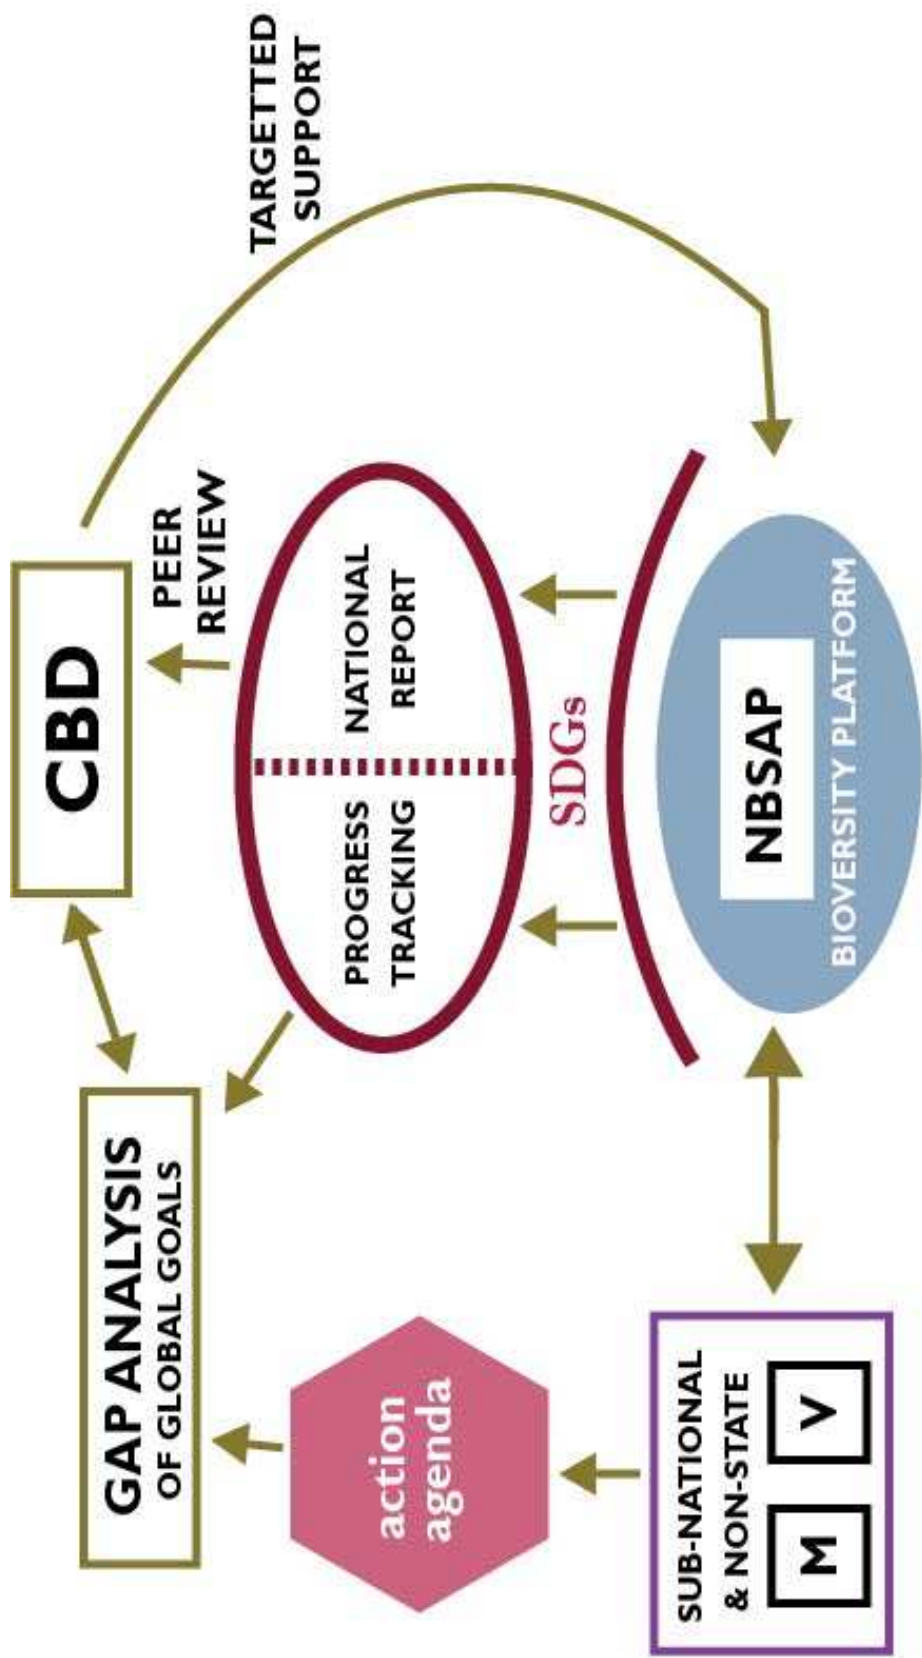 GAP ANALYSIS
OF GLOBAL GOALS
CBD
PEER
REVIEW
TARGETTED
SUPPORT
action
agenda
PROGRESS
TRACKING
NATIONAL
REPORT
SDGs
SUB-NATIONAL
& NON-STATE
M
V
NBSAP
BIOVERSITY PLATFORM